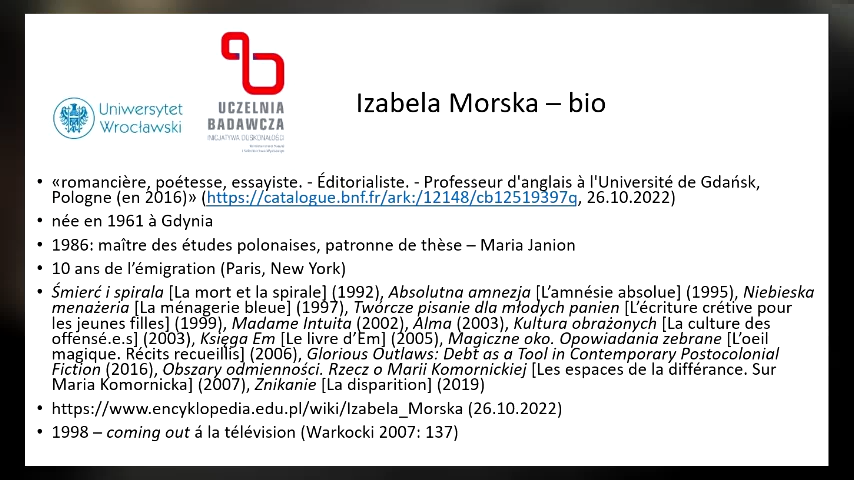 Uniwersytet
Wrocławski
UCZELNIA
BADAWCZA
INICJATYWA DOSKONAŁOŚCI
Izabela Morska – bio
• «romancière, poétesse, essayiste. - Éditorialiste. - Professeur d'anglais à l'Université de Gdańsk,
Pologne (en 2016)» (https://catalogue.bnf.fr/ark:/12148/cb12519397q, 26.10.2022)
• née en 1961 à Gdynia
• 1986: maître des études polonaises, patronne de thèse – Maria Janion
• 10 ans de l’émigration (Paris, New York)
• Śmierć i spirala [La mort et la spirale] (1992), Absolutna amnezja [L’amnésie absolue] (1995), Niebieska
menażeria [La ménagerie bleue] (1997), Twórcze pisanie dla młodych panien [L’écriture crétive pour
les jeunes filles] (1999), Madame Intuita (2002), Alma (2003), Kultura obrażonych [La culture des
offensé.e.s] (2003), Księga Em [Le livre d’Em] (2005), Magiczne oko. Opowiadania zebrane [L’oeil
magique. Récits recueillis] (2006), Glorious Outlaws: Debt as a Tool in Contemporary Postocolonial
Fiction (2016), Obszary odmienności. Rzecz o Marii Komornickiej [Les espaces de la différance. Sur
Maria Komornicka] (2007), Znikanie [La disparition] (2019)
• https://www.encyklopedia.edu.pl/wiki/Izabela_Morska (26.10.2022)
• 1998 – coming out á la télévision (Warkocki 2007: 137)